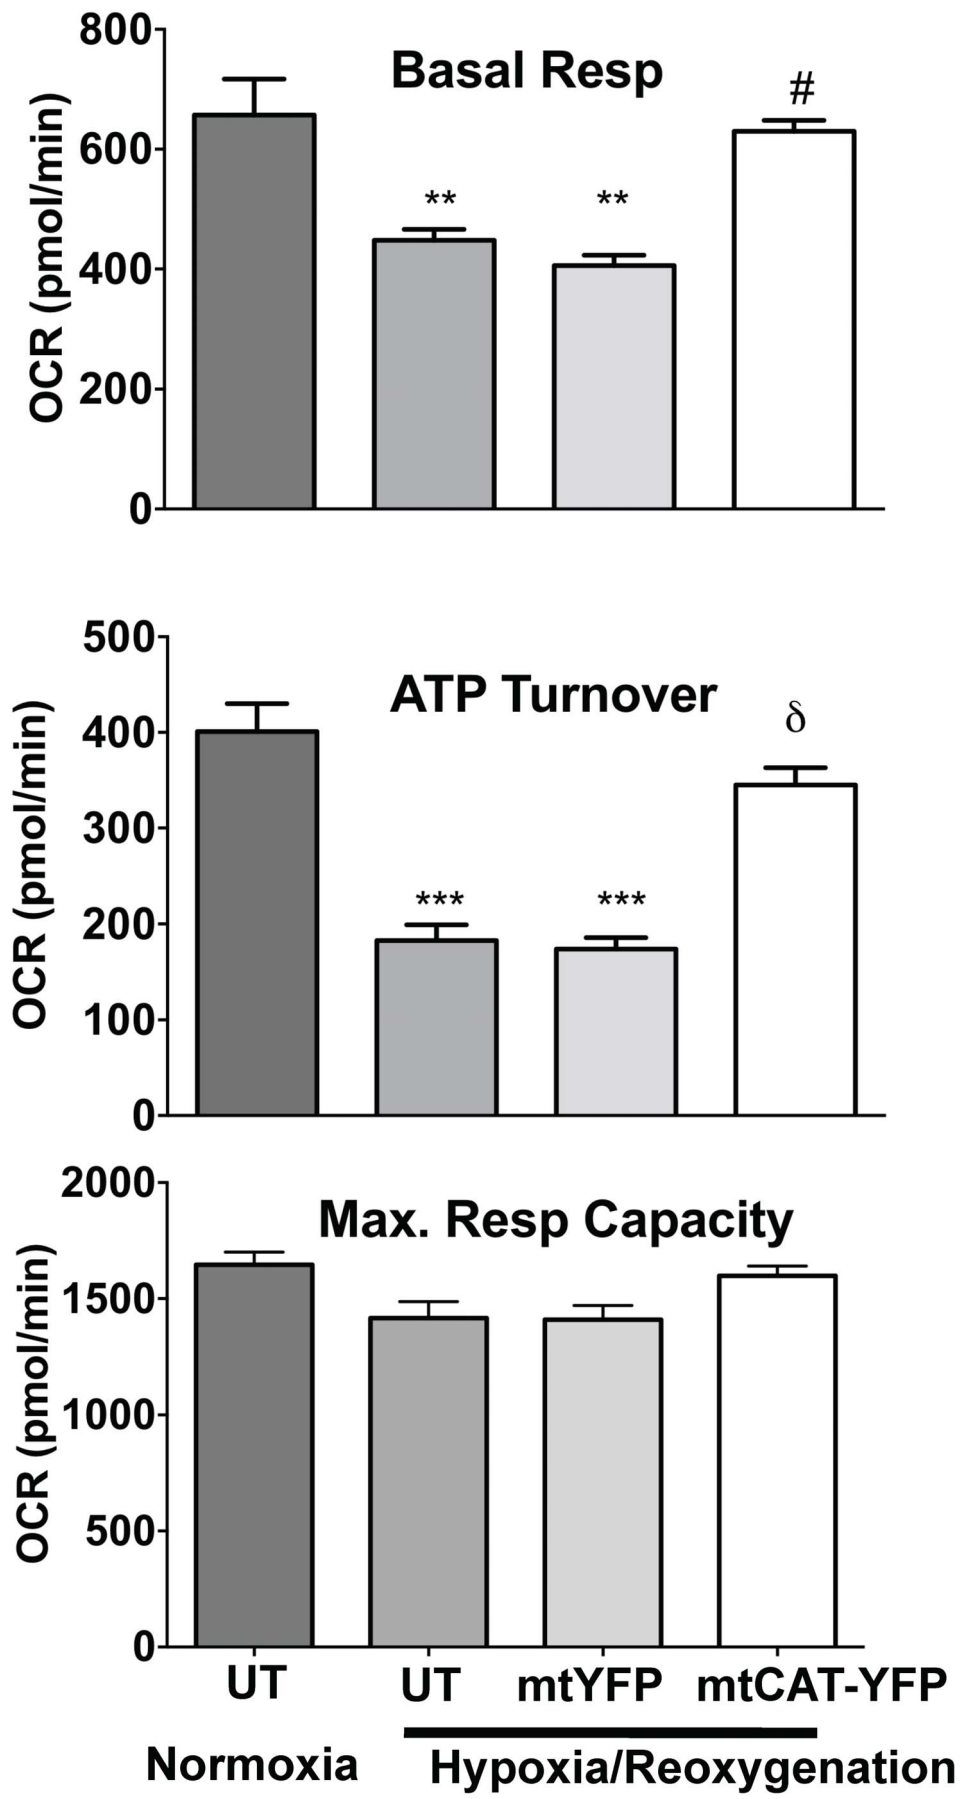 Basal Resp
OCR (pmol/min)
800
600
400
200
0
**
**
#
ATP Turnover
OCR (pmol/min)
500
400
300
200
100
0
***
***
δ
Max. Resp Capacity
OCR (pmol/min)
2000
1500
1000
500
0
UT UT mtYFP mtCAT-YFP
Normoxia Hypoxia/Reoxygenation